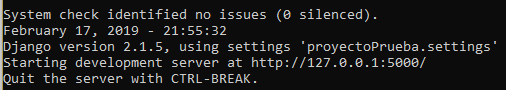 System check identified no issues (0 silenced).
February 17, 2019 - 21:55:32
Django version 2.1.5, using settings 'proyectoPrueba.settings'
Starting development server at http://127.0.0.1:5000/
Quit the server with CTRL-BREAK.